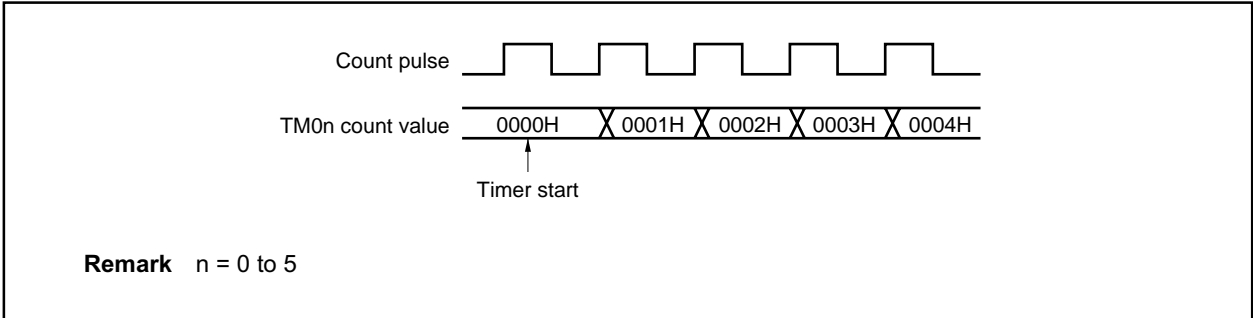 Count pulse
TM0n count value 0000H 0001H 0002H 0003H 0004H
Timer start
Remark n = 0 to 5